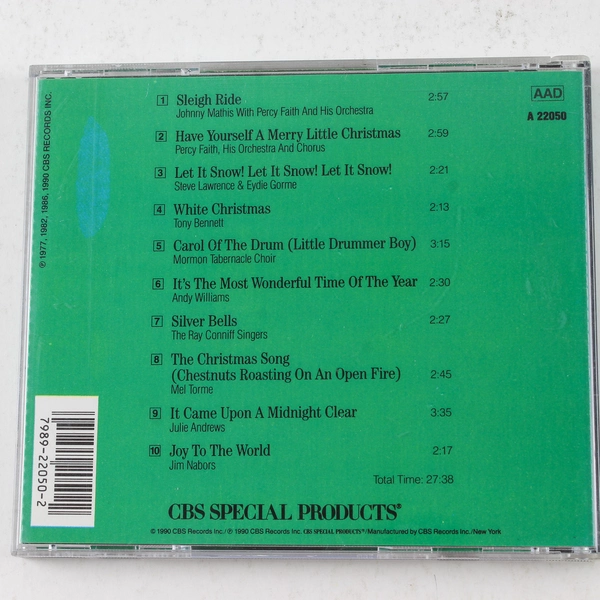 1 Sleigh Ride 2:57
Johnny Mathis With Percy Faith And His Orchestra
2 Have Yourself A Merry Little Christmas 2:59
Percy Faith, His Orchestra And Chorus
3 Let It Snow! Let It Snow! Let It Snow! 2:21
Steve Lawrence & Eydie Gorme
4 White Christmas 2:13
Tony Bennett
5 Carol Of The Drum (Little Drummer Boy) 3:15
Mormon Tabernacle Choir
6 It's The Most Wonderful Time Of The Year 2:30
Andy Williams
7 Silver Bells 2:27
The Ray Conniff Singers
8 The Christmas Song
(Chestnuts Roasting On An Open Fire) 2:45
Mel Torme
9 It Came Upon A Midnight Clear 3:35
Julie Andrews
10 Joy To The World 2:17
Jim Nabors
Total Time: 27:38
CBS SPECIAL PRODUCTS®
© 1990 CBS Records Inc./℗ 1990 CBS Records Inc. CBS SPECIAL PRODUCTS®/Manufactured by CBS Records Inc./New York
AAD
A 22050
℗ 1977, 1982, 1986, 1990 CBS RECORDS INC.
7989-22050-2